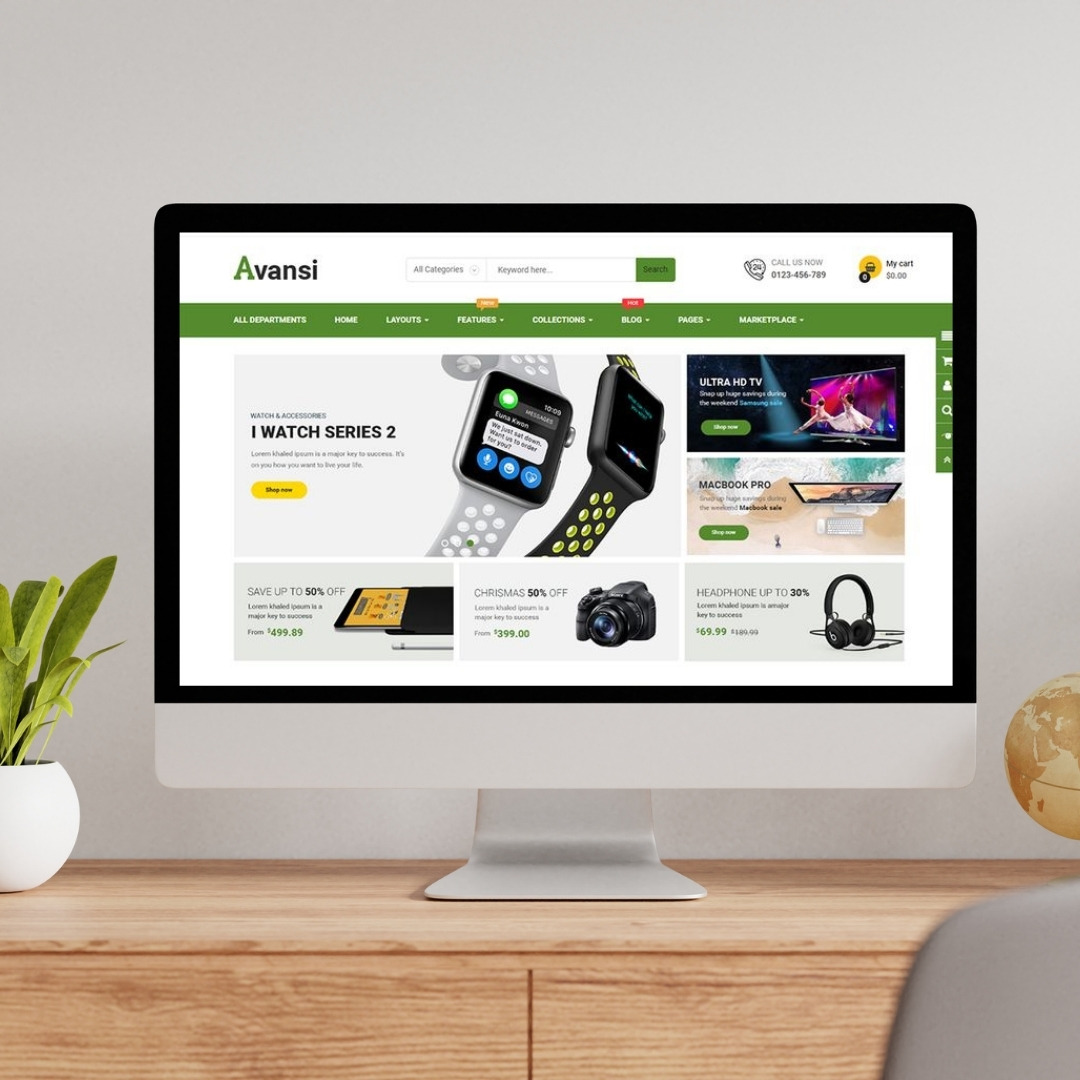 Avansi
All Categories
Keyword here...
Search
CALL US NOW
0123-456-789
My cart
$0.00
0
24
New
Hot
ALL DEPARTMENTS
HOME
LAYOUTS
FEATURES
COLLECTIONS
BLOG
PAGES
MARKETPLACE
WATCH & ACCESSORIES
I WATCH SERIES 2
Lorem khaled ipsum is a major key to success. It's
on you how you want to live your life.
Shop now
10:09
MESSAGES
Euna Kwon
We just sat down.
Want us to order
for you?
ULTRA HD TV
Snap up huge savings during
the weekend Samsung sale
Shop now
MACBOOK PRO
Snap up huge savings during
the weekend Macbook sale
Shop now
SAVE UP TO 50% OFF
Lorem khaled ipsum is a
major key to success
From $499.89
CHRISMAS 50% OFF
Lorem khaled ipsum is a
major key to success
From $399.00
SONY
HEADPHONE UP TO 30%
Lorem khaled ipsum is amajor
key to success
$69.99 $189.99